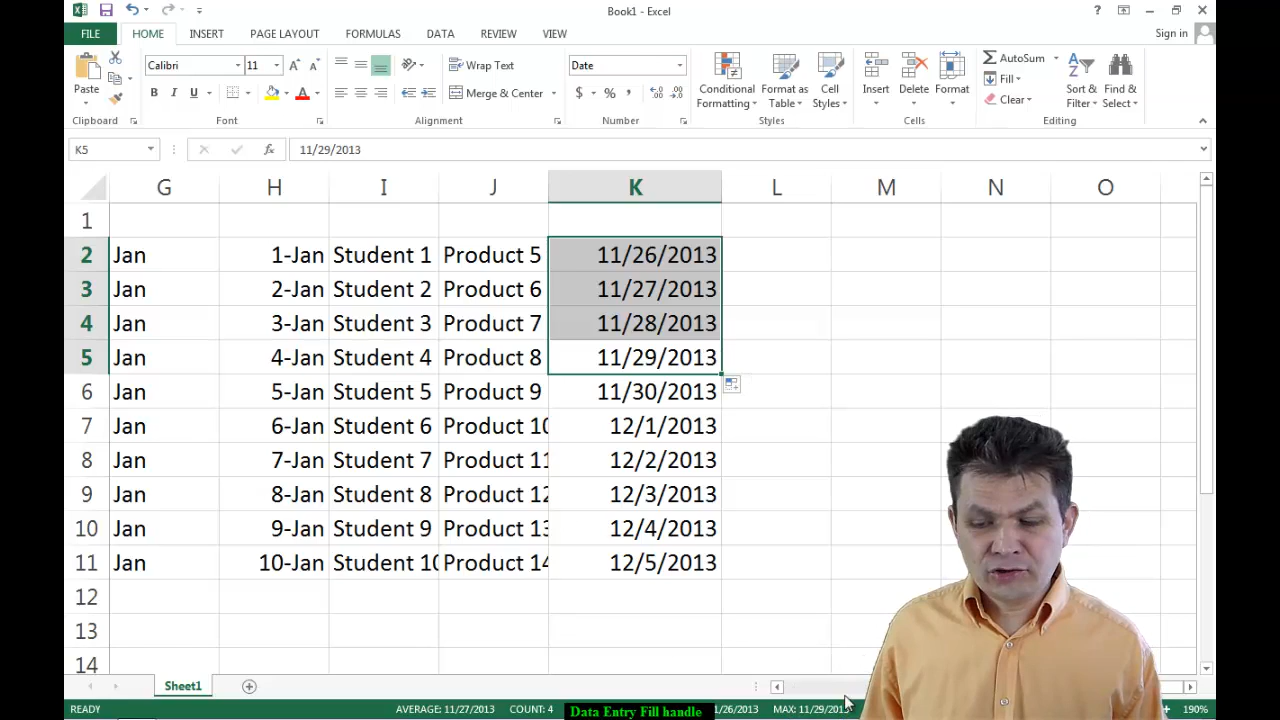 Book1 - Excel
?
FILE HOME INSERT PAGE LAYOUT FORMULAS DATA REVIEW VIEW Sign in
Calibri 11 Wrap Text Date AutoSum
Paste B I U A Merge & Center $ % , Conditional Formatting Format as Table Cell Styles Insert Delete Format Fill Clear Sort & Filter Find & Select
Clipboard Font Alignment Number Styles Cells Editing
K5 fx 11/29/2013
G H I J K L M N O
1
2 Jan 1-Jan Student 1 Product 5 11/26/2013
3 Jan 2-Jan Student 2 Product 6 11/27/2013
4 Jan 3-Jan Student 3 Product 7 11/28/2013
5 Jan 4-Jan Student 4 Product 8 11/29/2013
6 Jan 5-Jan Student 5 Product 9 11/30/2013
7 Jan 6-Jan Student 6 Product 10 12/1/2013
8 Jan 7-Jan Student 7 Product 11 12/2/2013
9 Jan 8-Jan Student 8 Product 12 12/3/2013
10 Jan 9-Jan Student 9 Product 13 12/4/2013
11 Jan 10-Jan Student 10 Product 14 12/5/2013
12
13
14
Sheet1
READY AVERAGE: 11/27/2013 COUNT: 4 Data Entry Fill handle 1/26/2013 MAX: 11/29/2013 190%